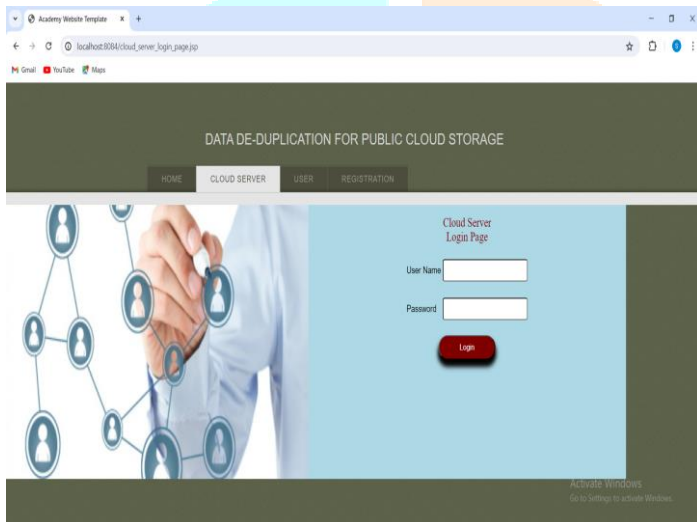 Academy Website Template
localhost:8084/cloud_server_login_page.jsp
Gmail YouTube Maps
DATA DE-DUPLICATION FOR PUBLIC CLOUD STORAGE
HOME CLOUD SERVER USER REGISTRATION
Cloud Server
Login Page
User Name
Password
Login
Activate Windows
Go to Settings to activate Windows.